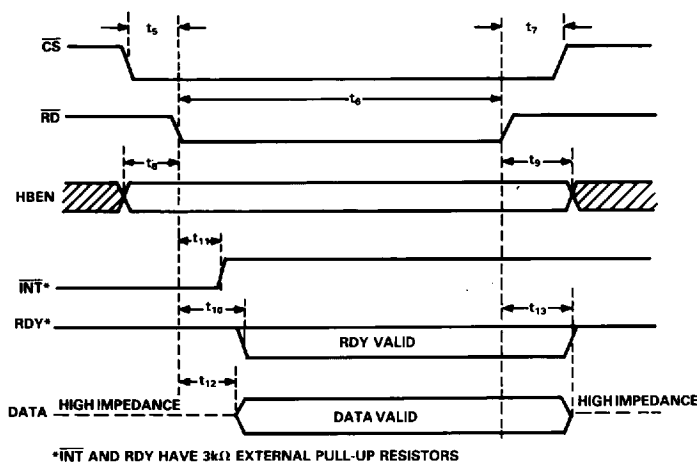 t5
t7
CS
t6
RD
t8
t9
HBEN
t11
INT*
t10
t13
RDY*
RDY VALID
t12
DATA
HIGH IMPEDANCE
DATA VALID
HIGH IMPEDANCE
*INT AND RDY HAVE 3kΩ EXTERNAL PULL-UP RESISTORS